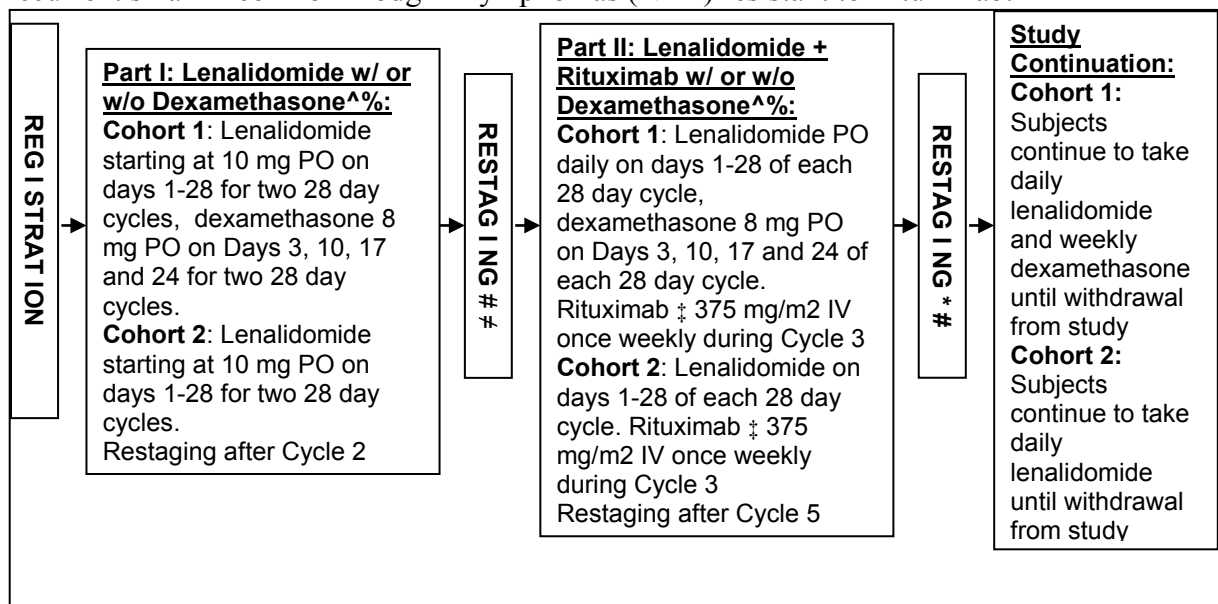 REGISTRATION
Part I: Lenalidomide w/ or
w/o Dexamethasone^%:
Cohort 1: Lenalidomide
starting at 10 mg PO on
days 1-28 for two 28 day
cycles, dexamethasone 8
mg PO on Days 3, 10, 17
and 24 for two 28 day
cycles.
Cohort 2: Lenalidomide
starting at 10 mg PO on
days 1-28 for two 28 day
cycles.
Restaging after Cycle 2
RESTAGING # ≠
Part II: Lenalidomide +
Rituximab w/ or w/o
Dexamethasone^%:
Cohort 1: Lenalidomide PO
daily on days 1-28 of each
28 day cycle,
dexamethasone 8 mg PO
on Days 3, 10, 17 and 24 of
each 28 day cycle.
Rituximab ‡ 375 mg/m2 IV
once weekly during Cycle 3
Cohort 2: Lenalidomide on
days 1-28 of each 28 day
cycle. Rituximab ‡ 375
mg/m2 IV once weekly
during Cycle 3
Restaging after Cycle 5
RESTAGING * #
Study
Continuation:
Cohort 1:
Subjects
continue to take
daily
lenalidomide
and weekly
dexamethasone
until withdrawal
from study
Cohort 2:
Subjects
continue to take
daily
lenalidomide
until withdrawal
from study